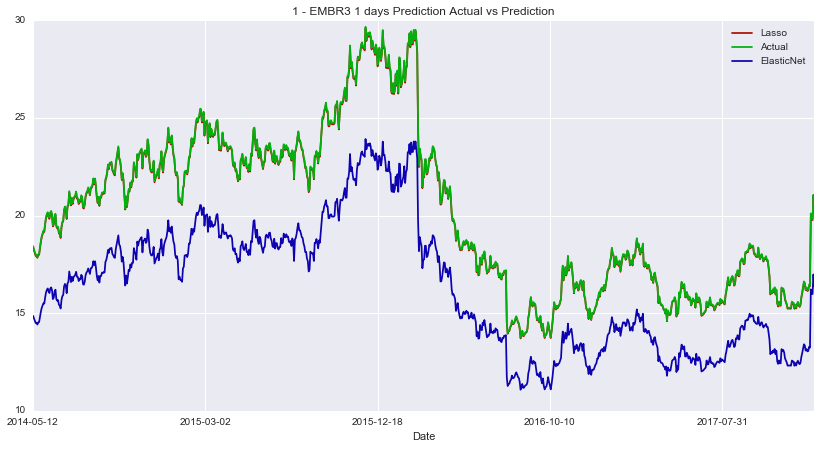 1 - EMBR3 1 days Prediction Actual vs Prediction
30
25
20
15
10
Lasso
Actual
ElasticNet
2014-05-12
2015-03-02
2015-12-18
2016-10-10
2017-07-31
Date